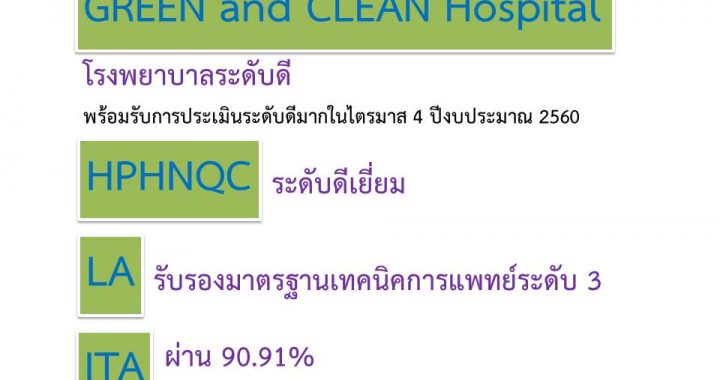 GREEN and CLEAN Hospital
โรงพยาบาลระดับดี
พร้อมรับการประเมินระดับดีมากในไตรมาส 4 ปีงบประมาณ 2560
HPHNQC ระดับดีเยี่ยม
LA รับรองมาตรฐานเทคนิคการแพทย์ระดับ 3
ITA ผ่าน 90.91%